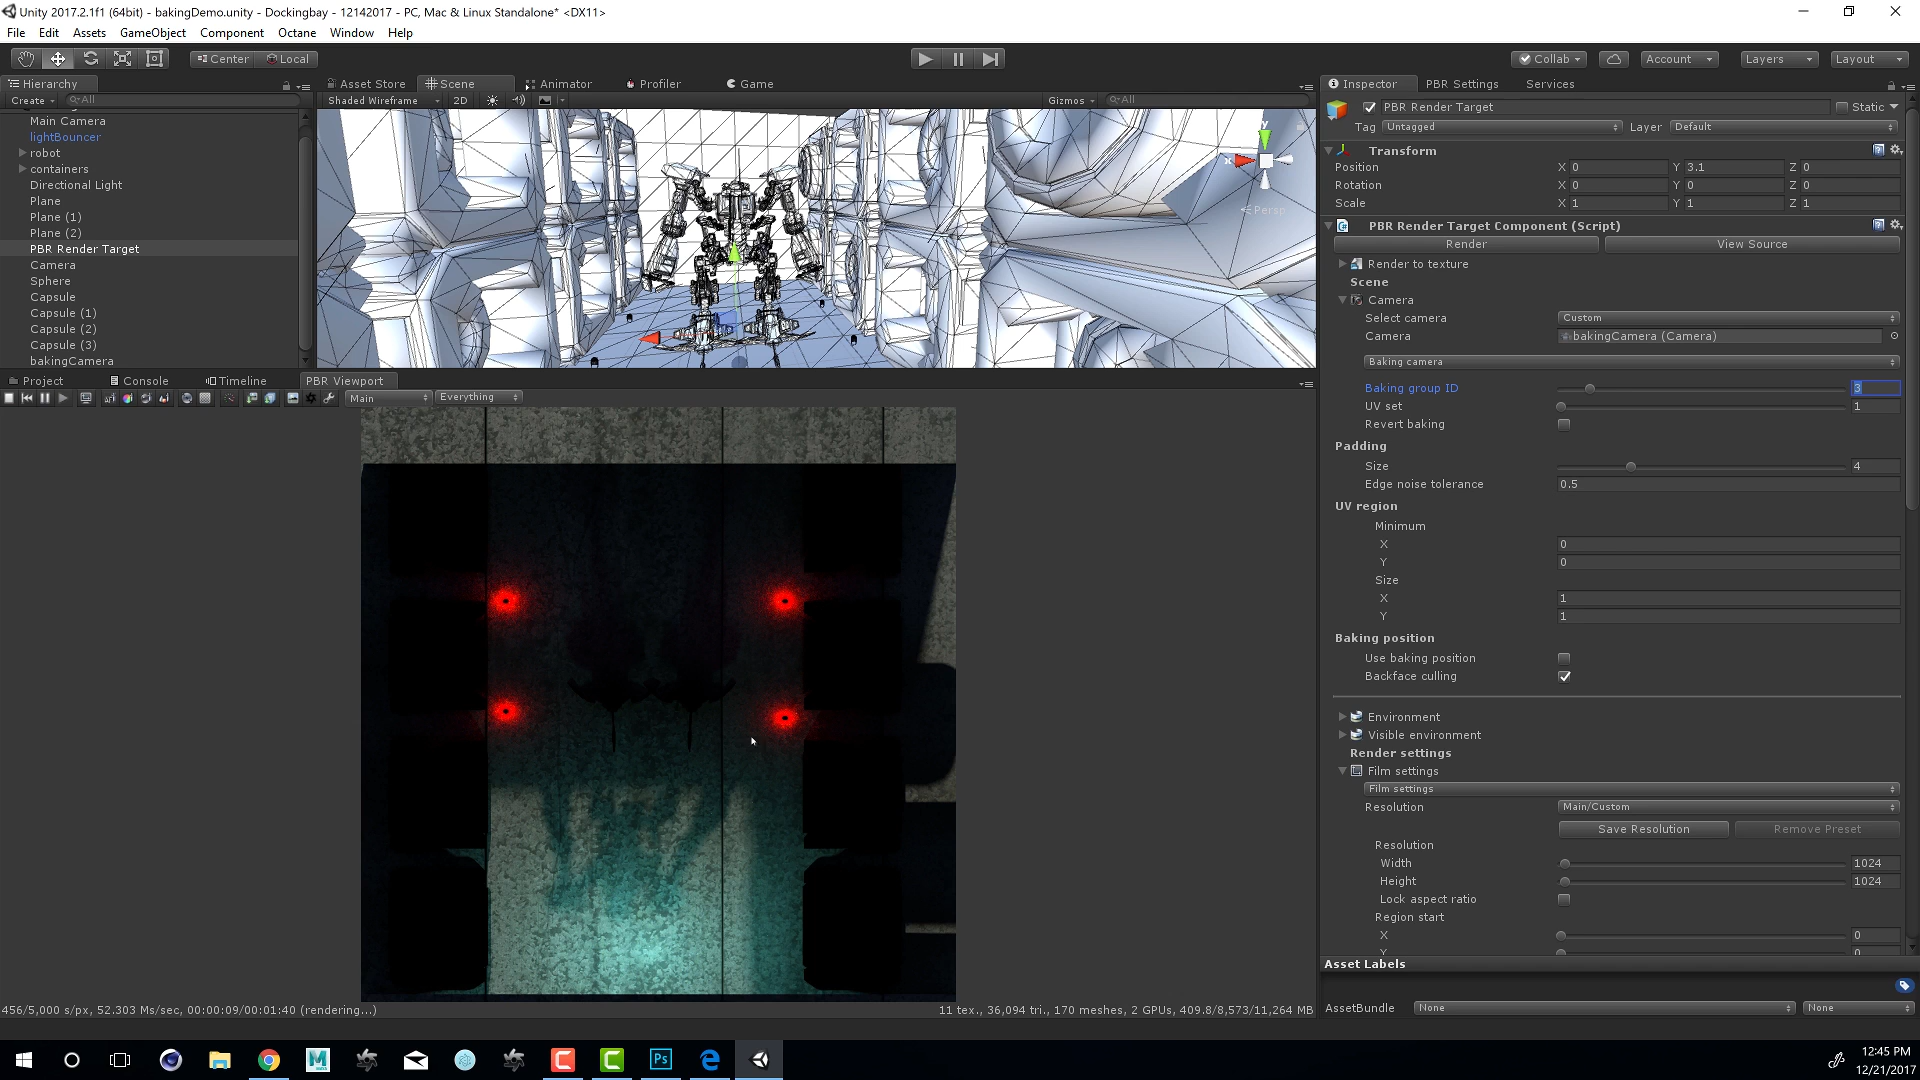 Unity 2017.2.1f1 (64bit) - bakingDemo.unity - Dockingbay - 12142017 - PC, Mac & Linux Standalone* <DX11>
File Edit Assets GameObject Component Octane Window Help
Center Local Collab Account Layers Layout
Hierarchy
Create All
Main Camera
lightBouncer
robot
containers
Directional Light
Plane
Plane (1)
Plane (2)
PBR Render Target
Camera
Sphere
Capsule
Capsule (1)
Capsule (2)
Capsule (3)
bakingCamera
Asset Store Scene Animator Profiler Game
Shaded Wireframe 2D Gizmos All
y
x
Persp
Project Console Timeline PBR Viewport
Main Everything
456/5,000 s/px, 52.303 Ms/sec, 00:00:09/00:01:40 (rendering...)
11 tex., 36,094 tri., 170 meshes, 2 GPUs, 409.8/8,573/11,264 MB
Inspector PBR Settings Services
PBR Render Target Static
Tag Untagged Layer Default
Transform
Position X 0 Y 3.1 Z 0
Rotation X 0 Y 0 Z 0
Scale X 1 Y 1 Z 1
PBR Render Target Component (Script)
Render View Source
Render to texture
Scene
Camera
Select camera Custom
Camera bakingCamera (Camera)
Baking camera
Baking group ID 3
UV set 1
Revert baking
Padding
Size 4
Edge noise tolerance 0.5
UV region
Minimum
X 0
Y 0
Size
X 1
Y 1
Baking position
Use baking position
Backface culling
Environment
Visible environment
Render settings
Film settings
Film settings
Resolution Main/Custom
Save Resolution Remove Preset
Resolution
Width 1024
Height 1024
Lock aspect ratio
Region start
X 0
Y 0
Asset Labels
AssetBundle None None
M Ps
12:45 PM
12/21/2017